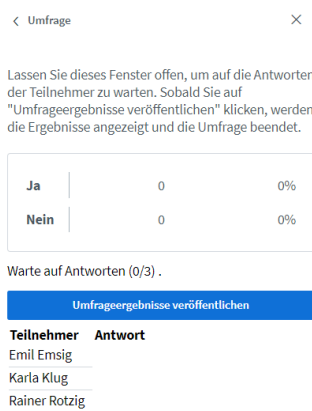 Umfrage
Lassen Sie dieses Fenster offen, um auf die Antworten
der Teilnehmer zu warten. Sobald Sie auf
"Umfrageergebnisse veröffentlichen" klicken, werden
die Ergebnisse angezeigt und die Umfrage beendet.
Ja 0 0%
Nein 0 0%
Warte auf Antworten (0/3) .
Umfrageergebnisse veröffentlichen
Teilnehmer Antwort
Emil Emsig
Karla Klug
Rainer Rotzig